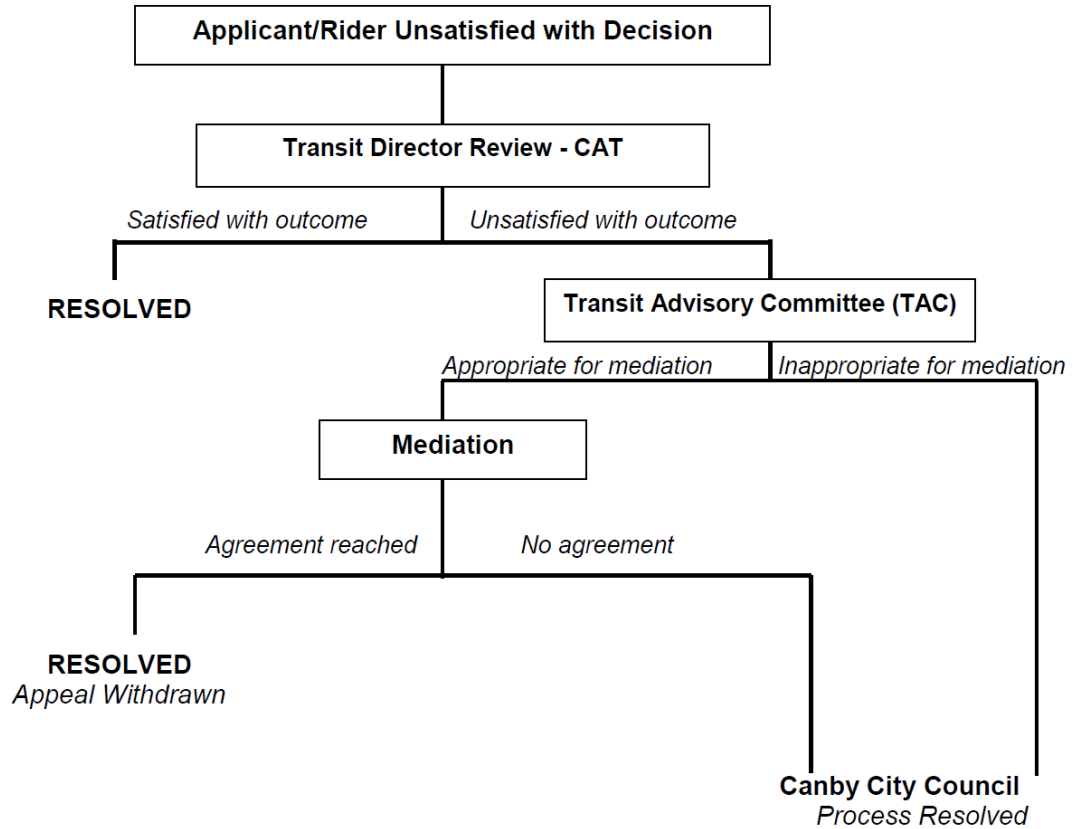 Applicant/Rider Unsatisfied with Decision
Transit Director Review - CAT
Satisfied with outcome
Unsatisfied with outcome
RESOLVED
Transit Advisory Committee (TAC)
Appropriate for mediation
Inappropriate for mediation
Mediation
Agreement reached
No agreement
RESOLVED
Appeal Withdrawn
Canby City Council
Process Resolved